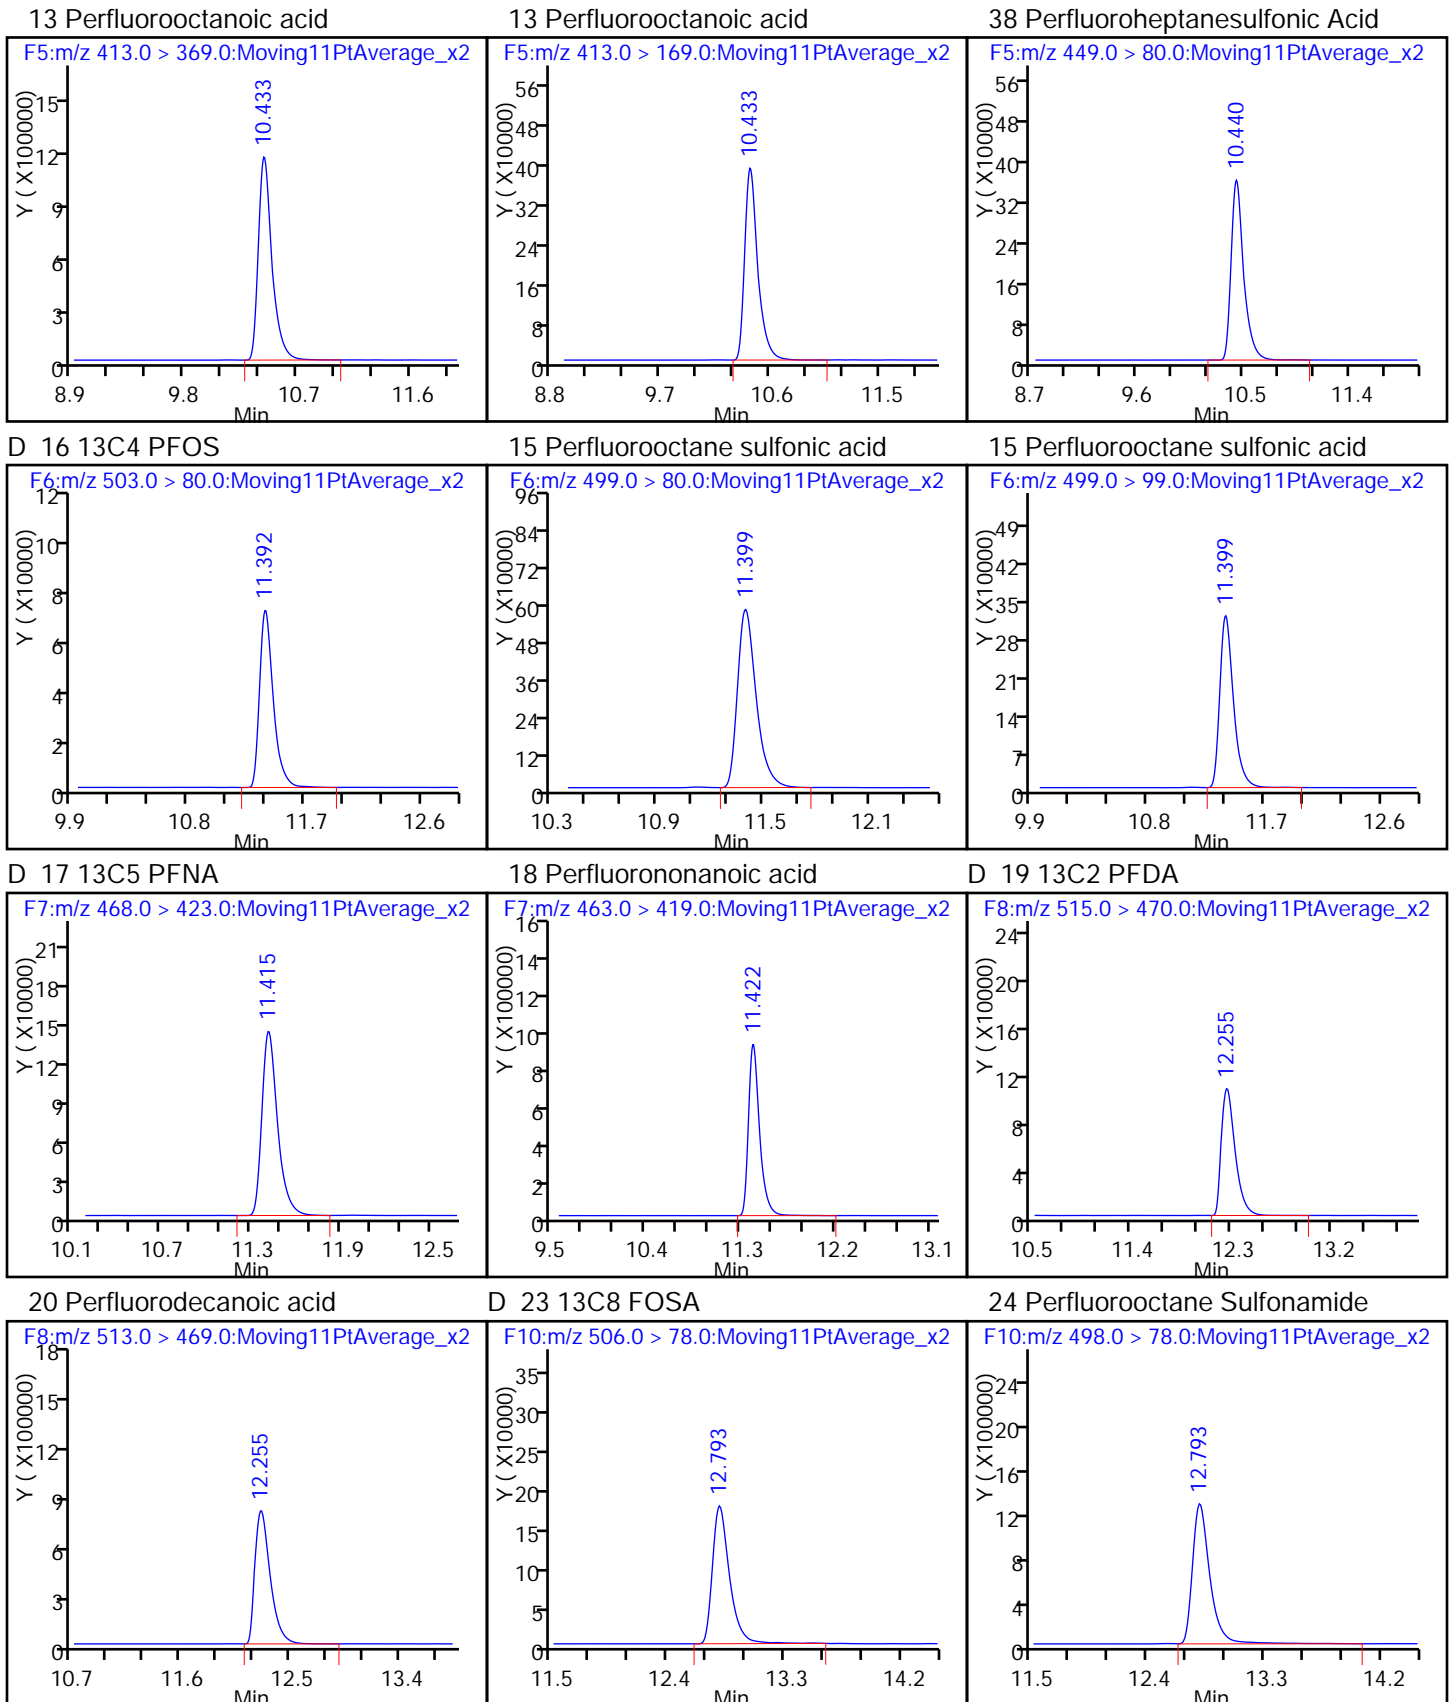 13 Perfluorooctanoic acid
F5:m/z 413.0 > 369.0:Moving11PtAverage_x2
Y ( X100000)
15
12
9
6
3
0
10.433
8.9 9.8 10.7 11.6
Min
13 Perfluorooctanoic acid
F5:m/z 413.0 > 169.0:Moving11PtAverage_x2
Y ( X10000)
56
48
40
32
24
16
8
0
10.433
8.8 9.7 10.6 11.5
Min
38 Perfluoroheptanesulfonic Acid
F5:m/z 449.0 > 80.0:Moving11PtAverage_x2
Y ( X10000)
56
48
40
32
24
16
8
0
10.440
8.7 9.6 10.5 11.4
Min
D 16 13C4 PFOS
F6:m/z 503.0 > 80.0:Moving11PtAverage_x2
Y ( X10000)
12
10
8
6
4
2
0
11.392
9.9 10.8 11.7 12.6
Min
15 Perfluorooctane sulfonic acid
F6:m/z 499.0 > 80.0:Moving11PtAverage_x2
Y ( X10000)
96
84
72
60
48
36
24
12
0
11.399
10.3 10.9 11.5 12.1
Min
15 Perfluorooctane sulfonic acid
F6:m/z 499.0 > 99.0:Moving11PtAverage_x2
Y ( X10000)
49
42
35
28
21
14
7
0
11.399
9.9 10.8 11.7 12.6
Min
D 17 13C5 PFNA
F7:m/z 468.0 > 423.0:Moving11PtAverage_x2
Y ( X10000)
21
18
15
12
9
6
3
0
11.415
10.1 10.7 11.3 11.9 12.5
Min
18 Perfluorononanoic acid
F7:m/z 463.0 > 419.0:Moving11PtAverage_x2
Y ( X100000)
16
14
12
10
8
6
4
2
0
11.422
9.5 10.4 11.3 12.2 13.1
Min
D 19 13C2 PFDA
F8:m/z 515.0 > 470.0:Moving11PtAverage_x2
Y ( X10000)
24
20
16
12
8
4
0
12.255
10.5 11.4 12.3 13.2
Min
20 Perfluorodecanoic acid
F8:m/z 513.0 > 469.0:Moving11PtAverage_x2
Y ( X100000)
18
15
12
9
6
3
0
12.255
10.7 11.6 12.5 13.4
Min
D 23 13C8 FOSA
F10:m/z 506.0 > 78.0:Moving11PtAverage_x2
Y ( X10000)
35
30
25
20
15
10
5
0
12.793
11.5 12.4 13.3 14.2
Min
24 Perfluorooctane Sulfonamide
F10:m/z 498.0 > 78.0:Moving11PtAverage_x2
Y ( X100000)
24
20
16
12
8
4
0
12.793
11.5 12.4 13.3 14.2
Min